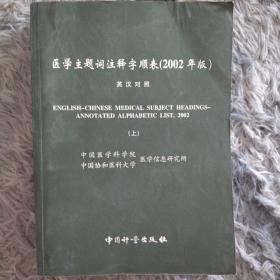 医学主题词注释字顺表(2002年版)
英汉对照
ENGLISH-CHINESE MEDICAL SUBJECT HEADINGS-
ANNOTATED ALPHABETIC LIST, 2002
(上)
中国医学科学院
中国协和医科大学 医学信息研究所
中国计量出版社